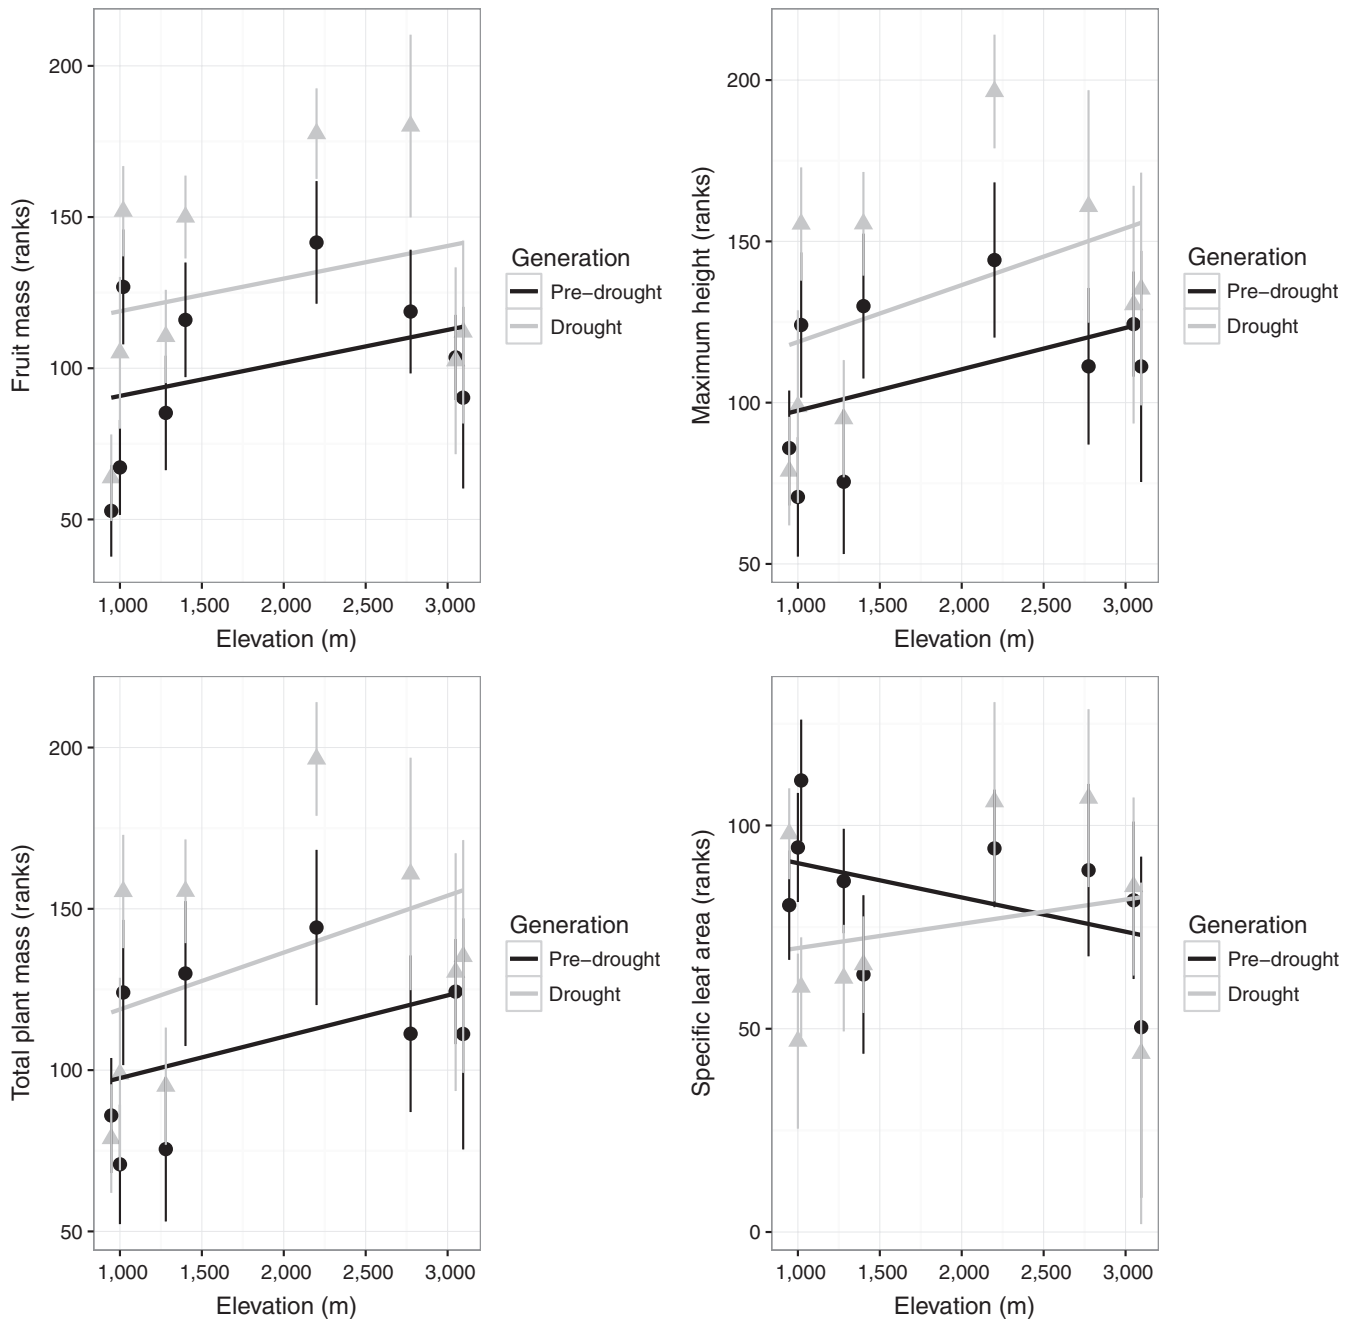 Fruit mass (ranks)
200
150
100
50
1,000 1,500 2,000 2,500 3,000
Elevation (m)
Generation
Pre−drought
Drought
Maximum height (ranks)
200
150
100
50
1,000 1,500 2,000 2,500 3,000
Elevation (m)
Generation
Pre−drought
Drought
Total plant mass (ranks)
200
150
100
50
1,000 1,500 2,000 2,500 3,000
Elevation (m)
Generation
Pre−drought
Drought
Specific leaf area (ranks)
100
50
0
1,000 1,500 2,000 2,500 3,000
Elevation (m)
Generation
Pre−drought
Drought